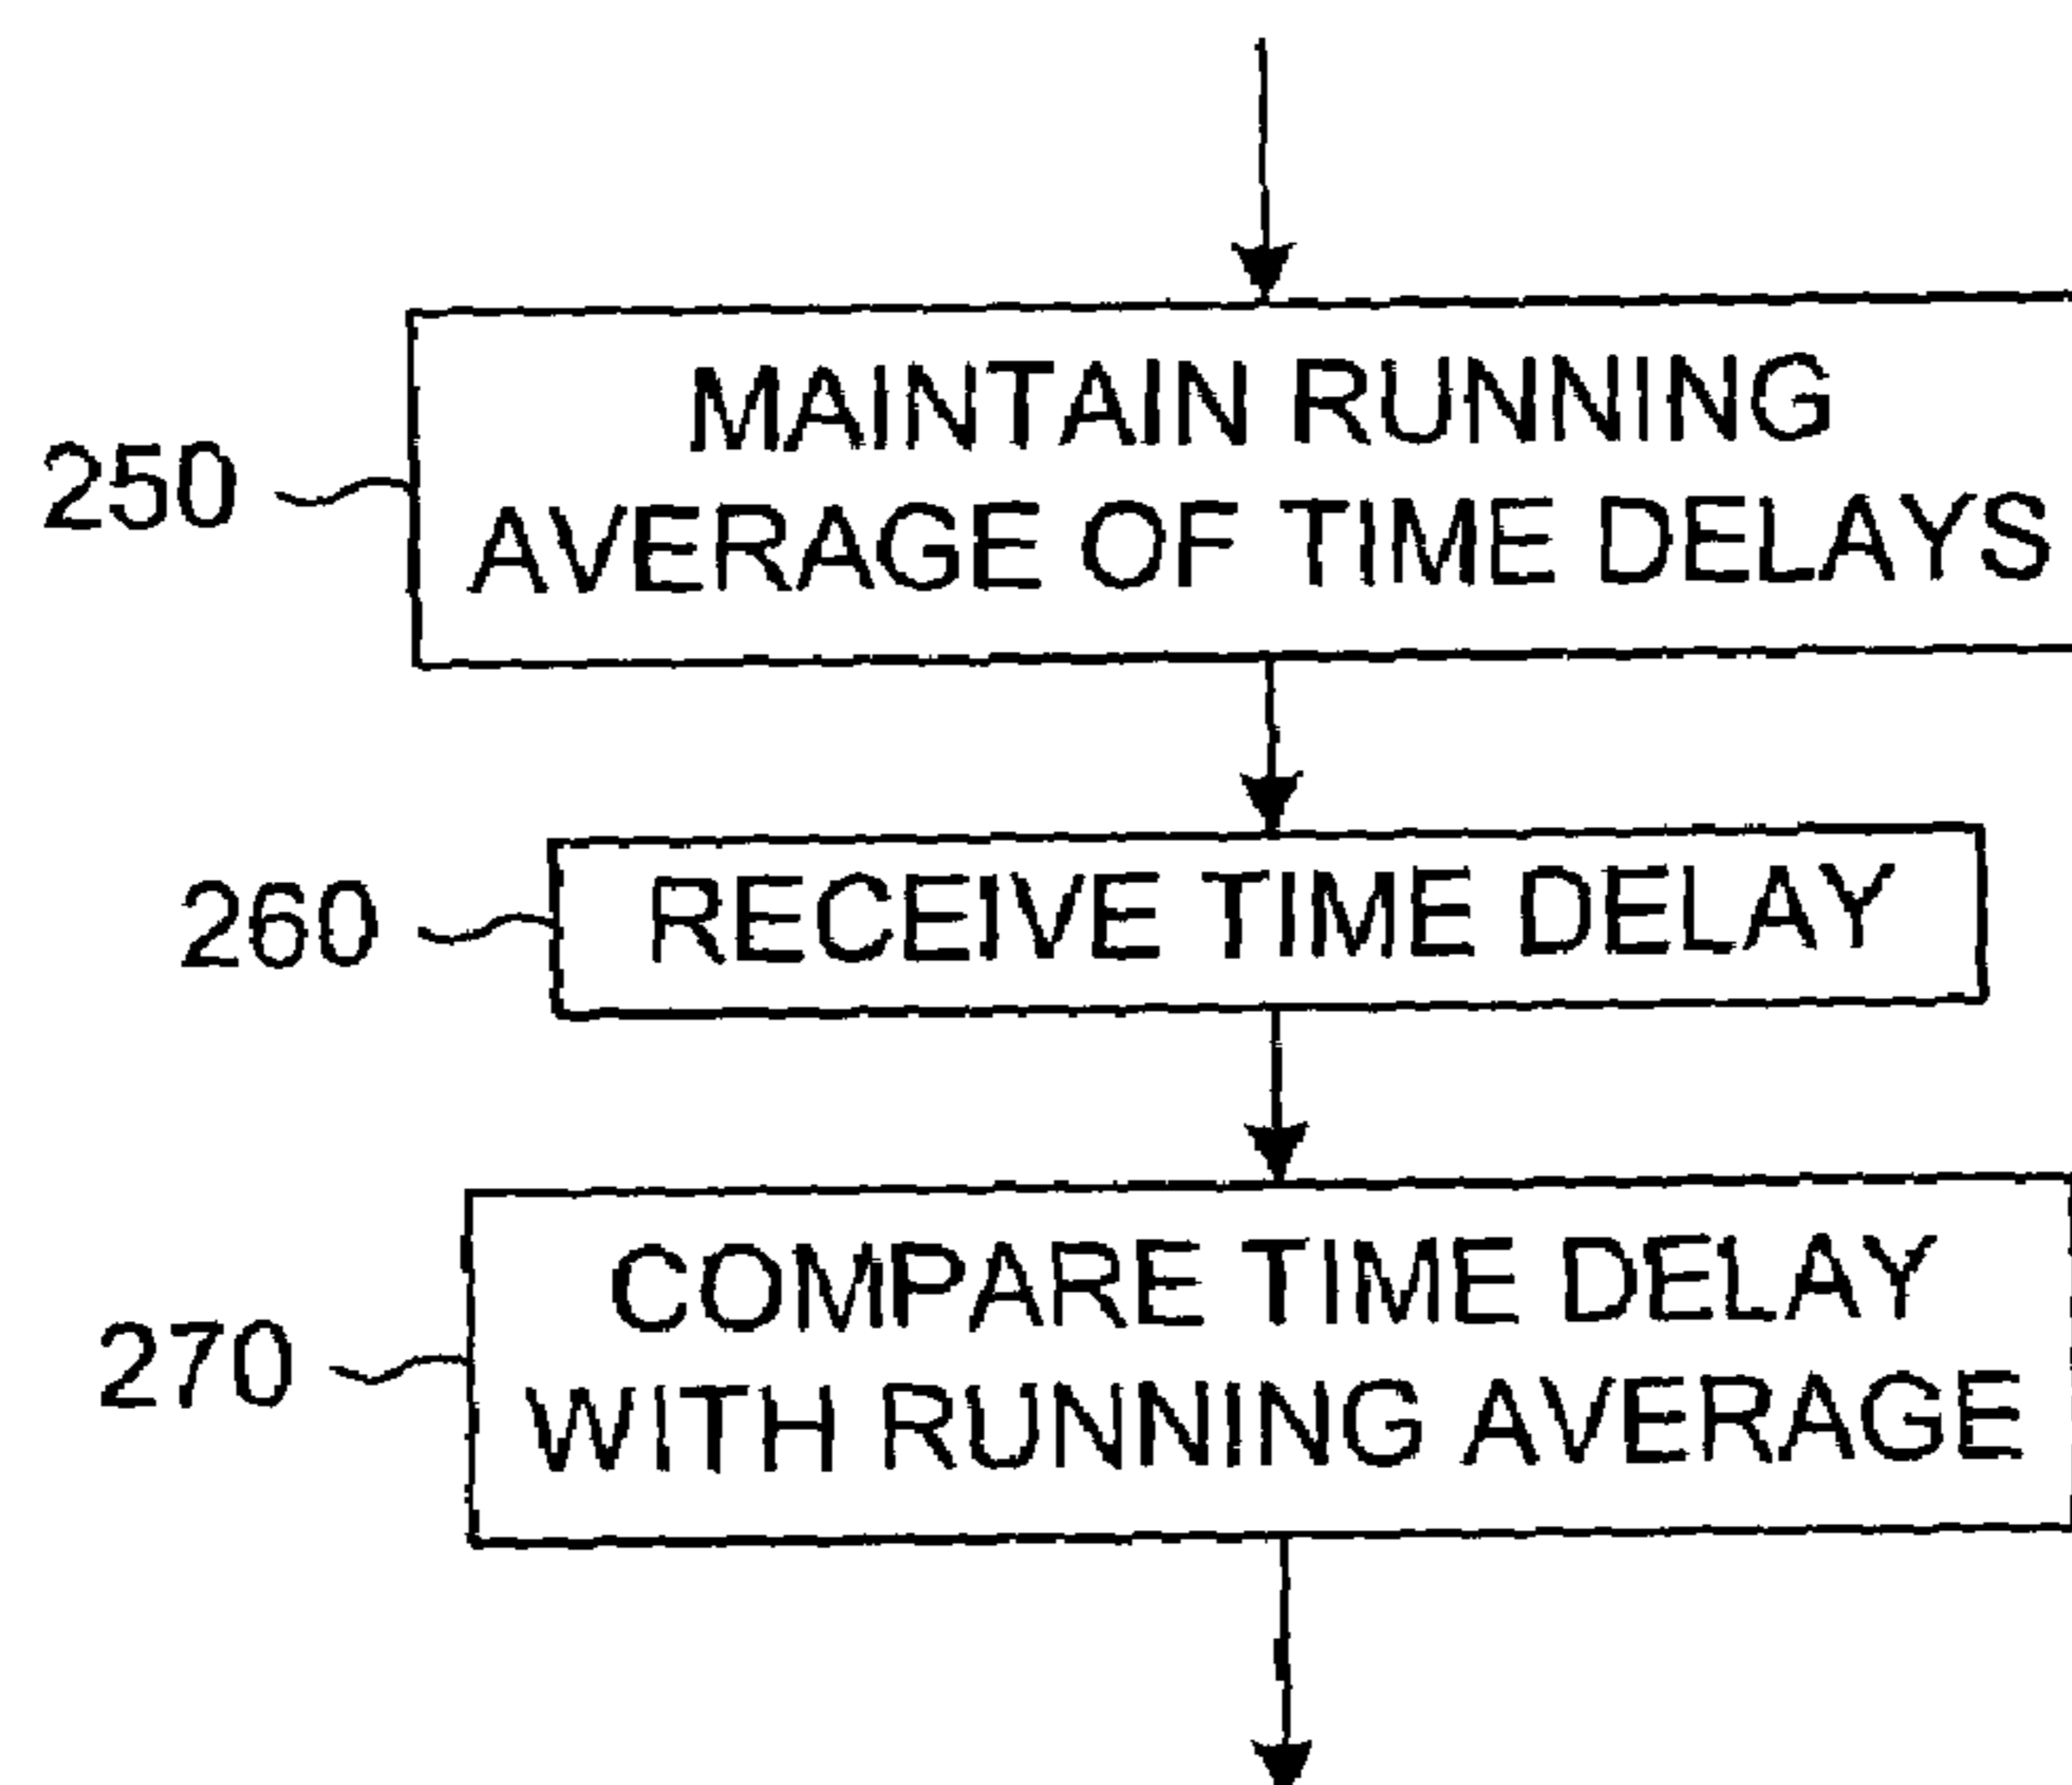 MAINTAIN RUNNING
250
AVERAGE OF TIME DELAYS
260
RECEIVE TIME DELAY
COMPARE TIME DELAY
270
WITH RUNNING AVERAGE